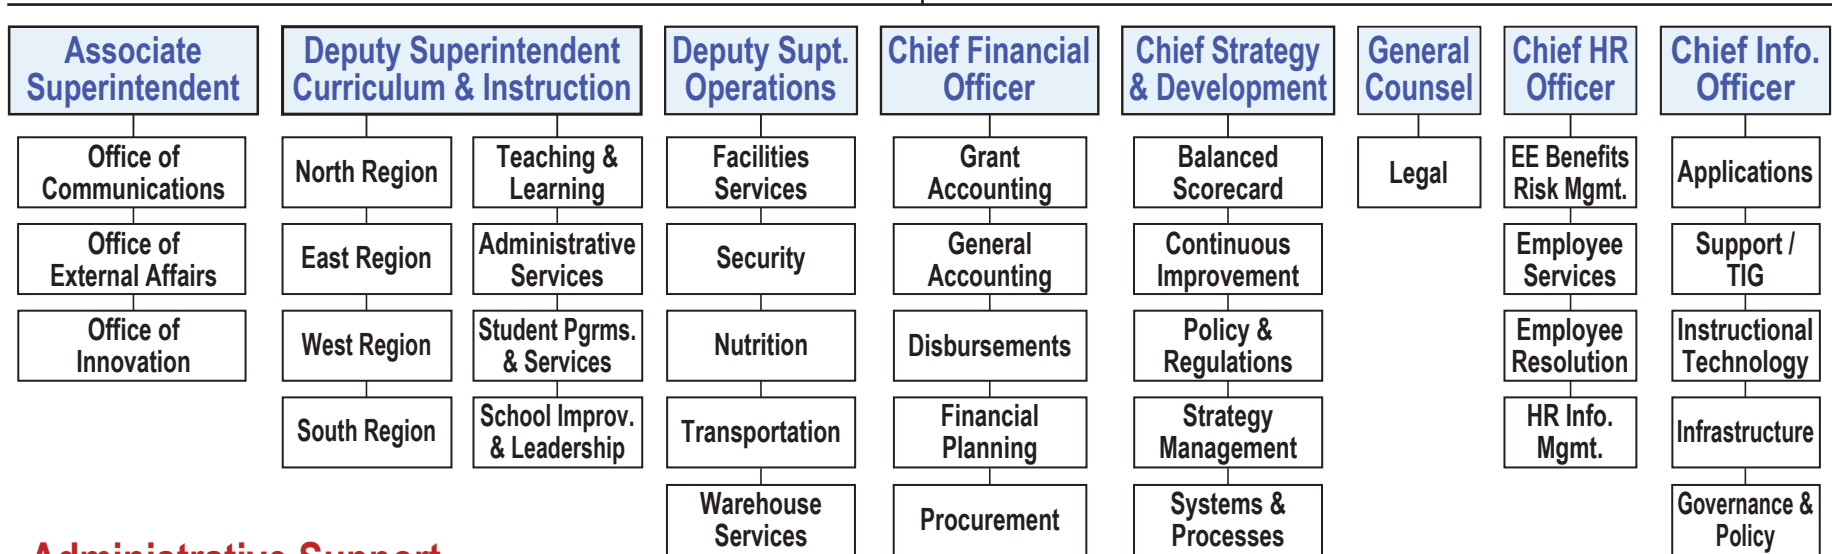 Associate
Superintendent
Office of
Communications
Office of
External Affairs
Office of
Innovation
Deputy Superintendent
Curriculum & Instruction
North Region
East Region
West Region
South Region
Teaching &
Learning
Administrative
Services
Student Pgrms.
& Services
School Improv.
& Leadership
Deputy Supt.
Operations
Facilities
Services
Security
Nutrition
Transportation
Warehouse
Services
Chief Financial
Officer
Grant
Accounting
General
Accounting
Disbursements
Financial
Planning
Procurement
Chief Strategy
& Development
Balanced
Scorecard
Continuous
Improvement
Policy &
Regulations
Strategy
Management
Systems &
Processes
General
Counsel
Legal
Chief HR
Officer
EE Benefits
Risk Mgmt.
Employee
Services
Employee
Resolution
HR Info.
Mgmt.
Chief Info.
Officer
Applications
Support /
TIG
Instructional
Technology
Infrastructure
Governance &
Policy
Administrative Support